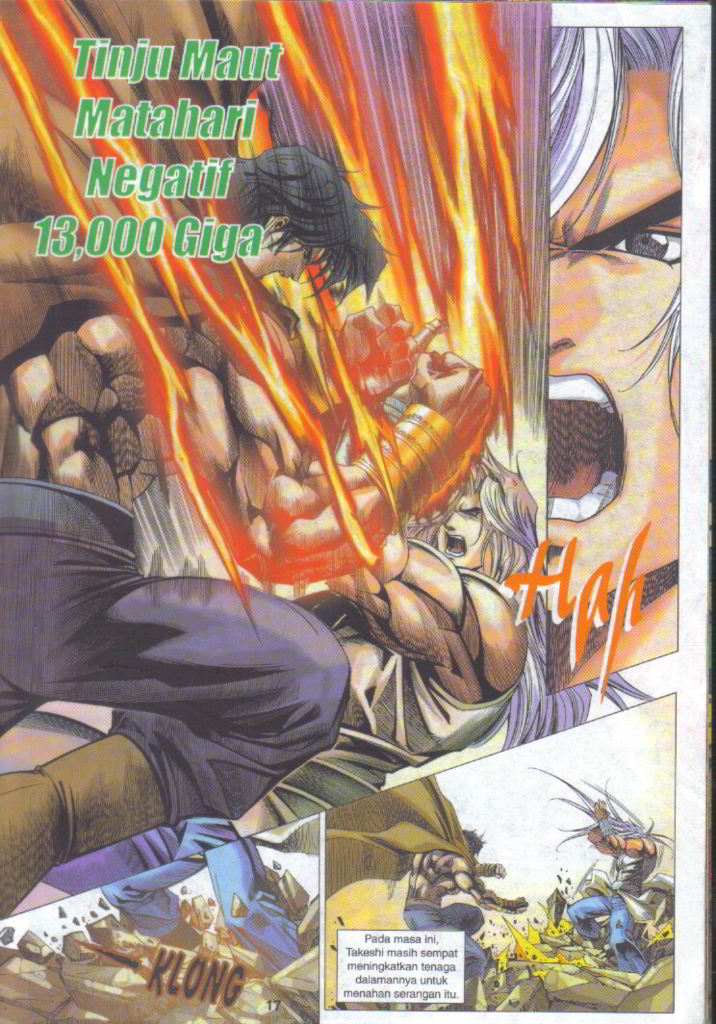 Tinju Maut
Matahari
Negatif
13,000 Giga
Hah
KLONG
Pada masa ini,
Takeshi masih sempat
meningkatkan tenaga
dalamannya untuk
menahan serangan itu.
17